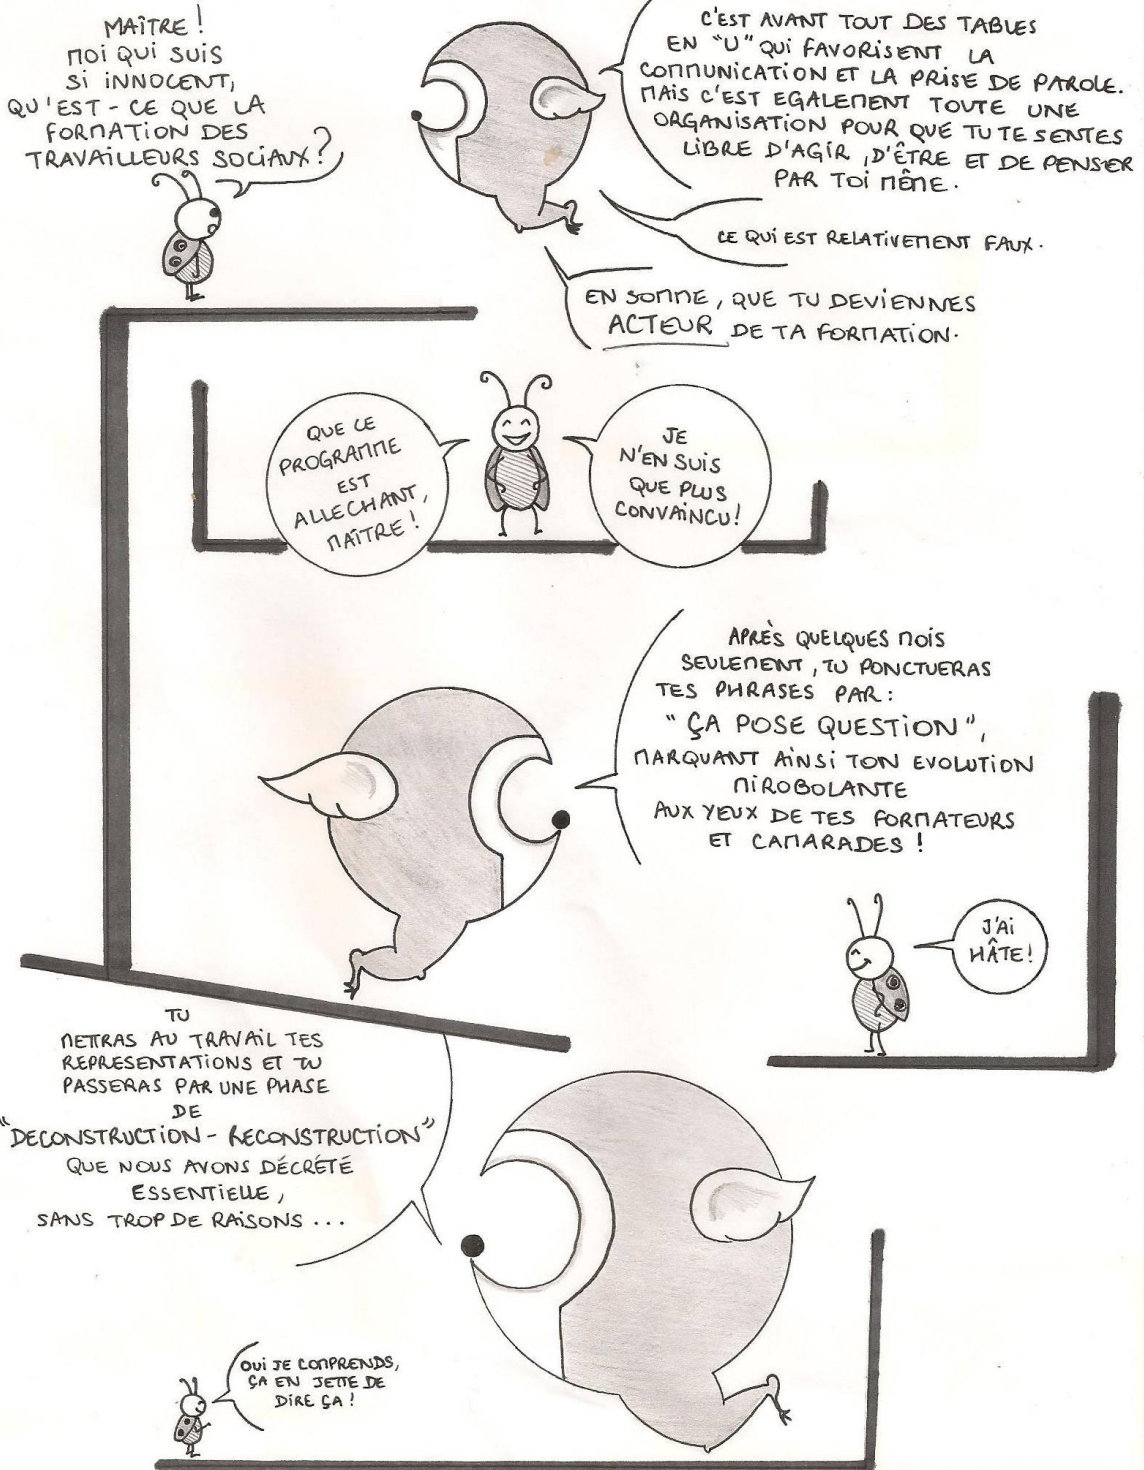 MAÎTRE !
MOI QUI SUIS
SI INNOCENT,
QU'EST-CE QUE LA
FORMATION DES
TRAVAILLEURS SOCIAUX ?
C'EST AVANT TOUT DES TABLES
EN "U" QUI FAVORISENT LA
COMMUNICATION ET LA PRISE DE PAROLE.
MAIS C'EST EGALEMENT TOUTE UNE
ORGANISATION POUR QUE TU TE SENTES
LIBRE D'AGIR, D'ÊTRE ET DE PENSER
PAR TOI MÊME.
CE QUI EST RELATIVEMENT FAUX.
EN SOMME, QUE TU DEVIENNES
ACTEUR DE TA FORMATION.
QUE CE
PROGRAMME
EST
ALLECHANT,
MAÎTRE !
JE
N'EN SUIS
QUE PLUS
CONVAINCU !
APRÈS QUELQUES MOIS
SEULEMENT, TU PONCTUERAS
TES PHRASES PAR :
"ÇA POSE QUESTION",
MARQUANT AINSI TON EVOLUTION
MIROBOLANTE
AUX YEUX DE TES FORMATEURS
ET CAMARADES !
J'AI
HÂTE !
TU
METTRAS AU TRAVAIL TES
REPRESENTATIONS ET TU
PASSERAS PAR UNE PHASE
DE
"DECONSTRUCTION - RECONSTRUCTION"
QUE NOUS AVONS DÉCRÉTÉ
ESSENTIELLE,
SANS TROP DE RAISONS ...
OUI JE COMPRENDS,
ÇA EN JETTE DE
DIRE ÇA !